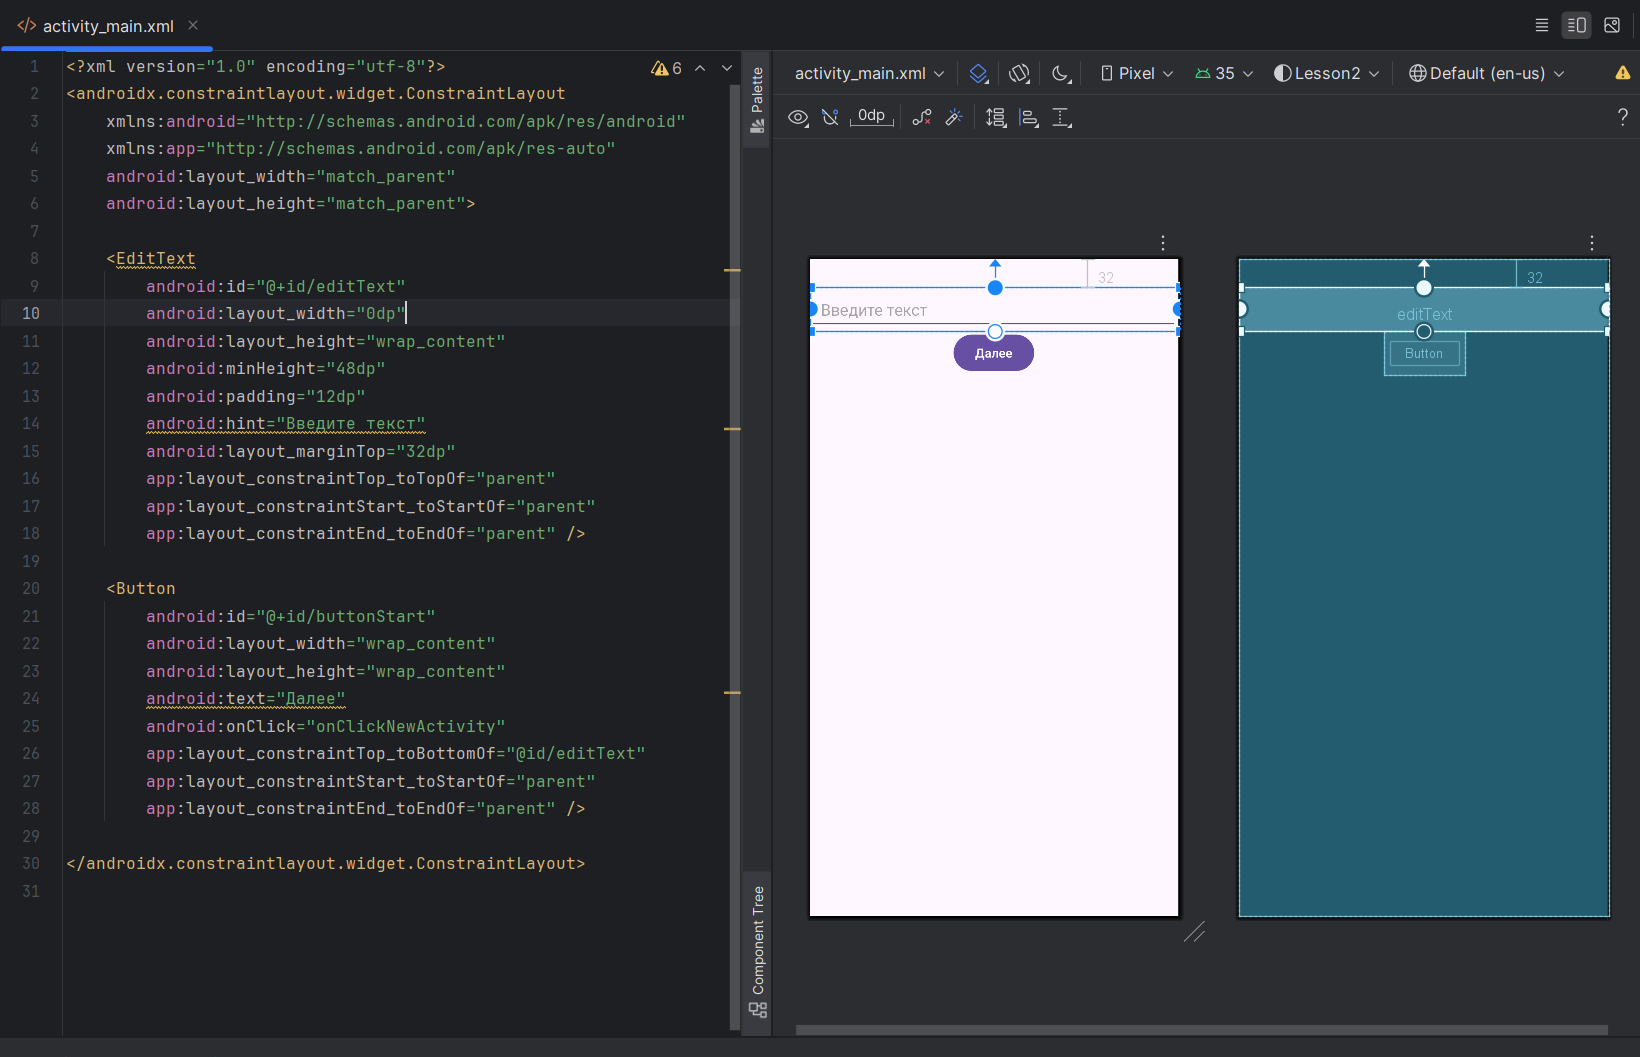 activity_main.xml
1 <?xml version="1.0" encoding="utf-8"?>
6
2 <androidx.constraintlayout.widget.ConstraintLayout
3 xmlns:android="http://schemas.android.com/apk/res/android"
4 xmlns:app="http://schemas.android.com/apk/res-auto"
5 android:layout_width="match_parent"
6 android:layout_height="match_parent">
7
8 <EditText
9 android:id="@+id/editText"
10 android:layout_width="0dp"
11 android:layout_height="wrap_content"
12 android:minHeight="48dp"
13 android:padding="12dp"
14 android:hint="Введите текст"
15 android:layout_marginTop="32dp"
16 app:layout_constraintTop_toTopOf="parent"
17 app:layout_constraintStart_toStartOf="parent"
18 app:layout_constraintEnd_toEndOf="parent" />
19
20 <Button
21 android:id="@+id/buttonStart"
22 android:layout_width="wrap_content"
23 android:layout_height="wrap_content"
24 android:text="Далее"
25 android:onClick="onClickNewActivity"
26 app:layout_constraintTop_toBottomOf="@id/editText"
27 app:layout_constraintStart_toStartOf="parent"
28 app:layout_constraintEnd_toEndOf="parent" />
29
30 </androidx.constraintlayout.widget.ConstraintLayout>
31
Palette
Component Tree
activity_main.xml
Pixel
35
Lesson2
Default (en-us)
0dp
?
32
Введите текст
Далее
32
editText
Button